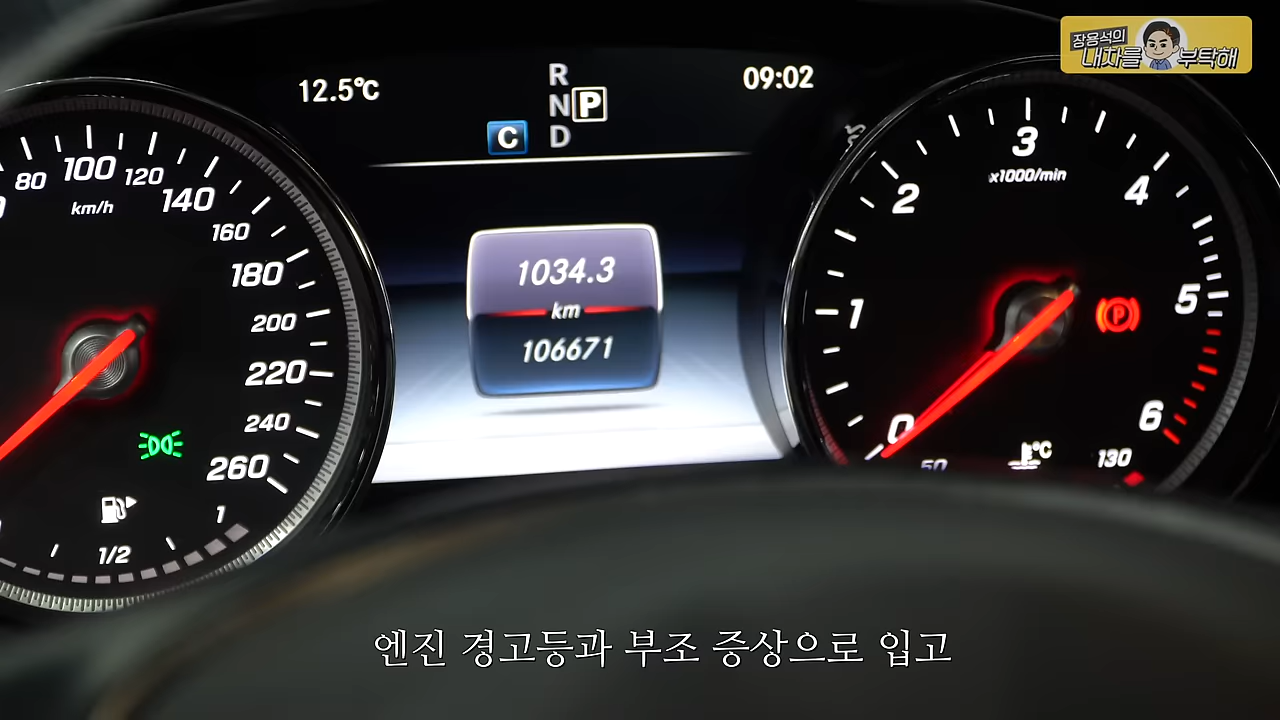 장용석의
내차를 부탁해
12.5℃
R
N P
C D
09:02
80 100 120 140 160 180 200 220 240 260
km/h
1/2 1
1034.3
km
106671
0 1 2 3 4 5 6
x1000/min
P
50 ℃ 130
엔진 경고등과 부조 증상으로 입고